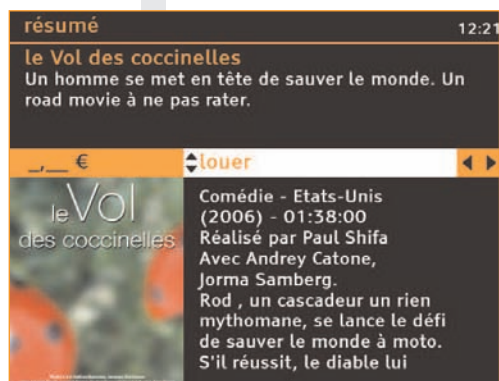 résumé 12:21
le Vol des coccinelles
Un homme se met en tête de sauver le monde. Un
road movie à ne pas rater.
_,__ € louer
le Vol
des coccinelles
Comédie - Etats-Unis
(2006) - 01:38:00
Réalisé par Paul Shifa
Avec Andrey Catone,
Jorma Samberg.
Rod , un cascadeur un rien
mythomane, se lance le défi
de sauver le monde à moto.
S'il réussit, le diable lui